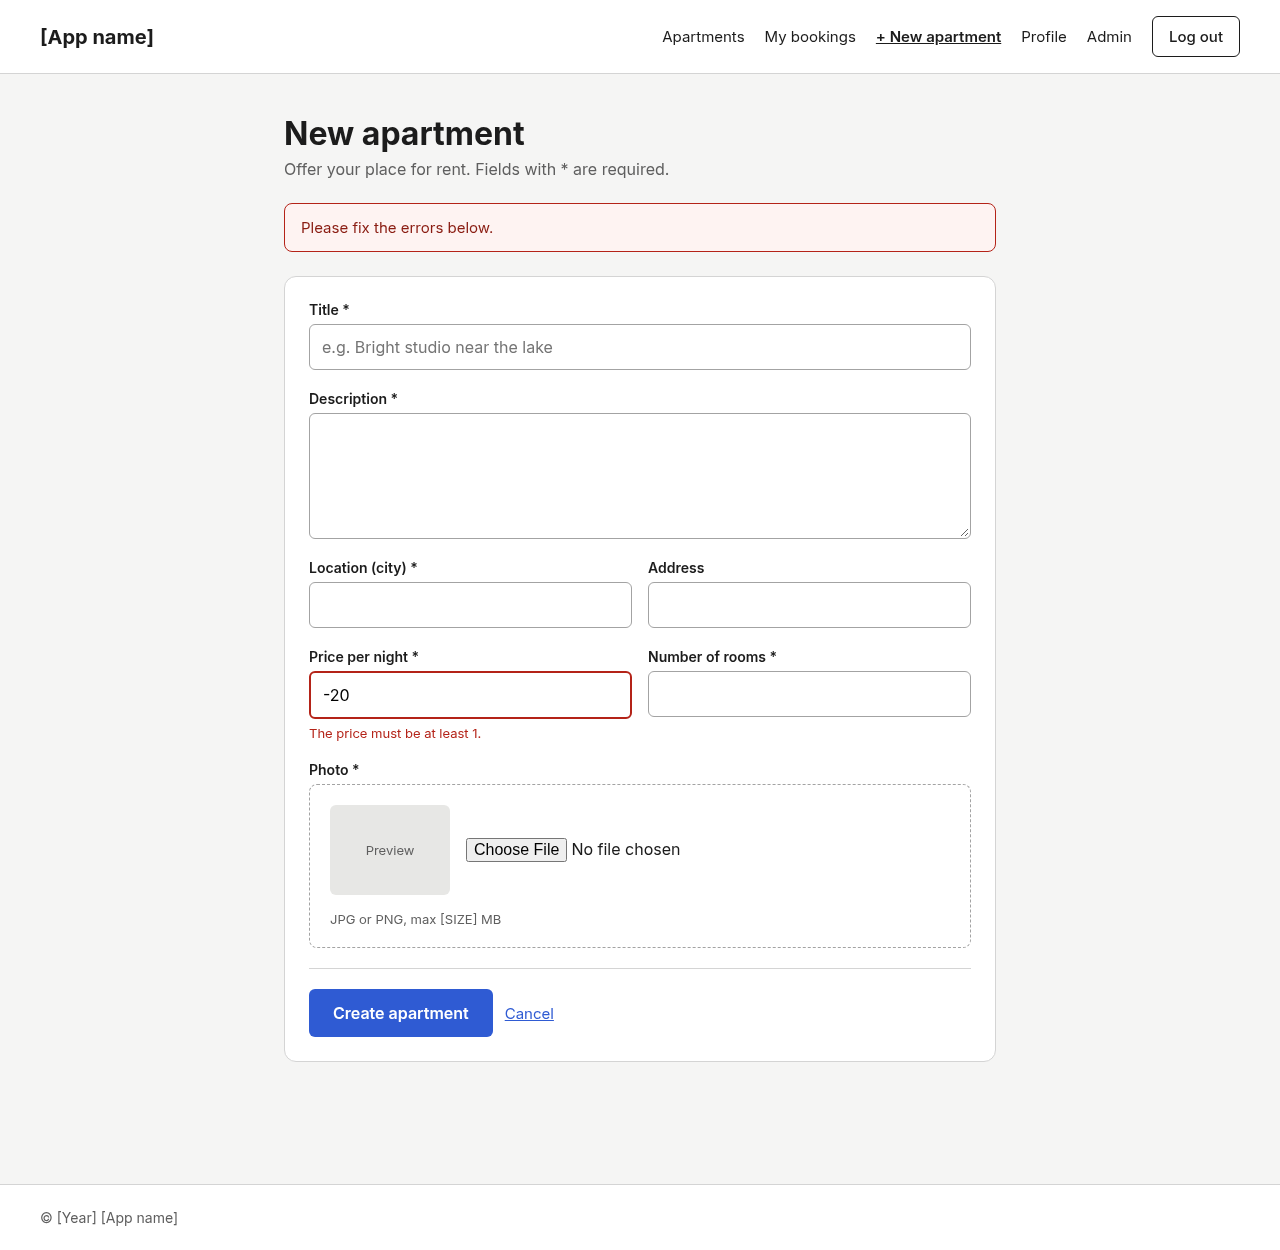 [App name]
Apartments My bookings + New apartment Profile Admin Log out
New apartment
Offer your place for rent. Fields with * are required.
Please fix the errors below.
Title *
e.g. Bright studio near the lake
Description *
Location (city) * Address
Price per night * Number of rooms *
-20
The price must be at least 1.
Photo *
Preview Choose File No file chosen
JPG or PNG, max [SIZE] MB
Create apartment Cancel
© [Year] [App name]